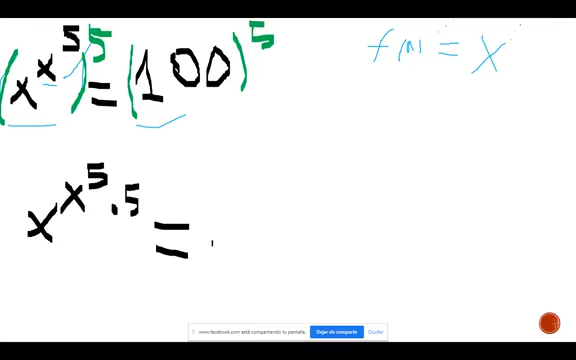 (x^x^5)^5 = (100)^5
f(x) = x
x^x^5 . 5 =
www.facebook.com está compartiendo tu pantalla.
Dejar de compartir
Ocultar